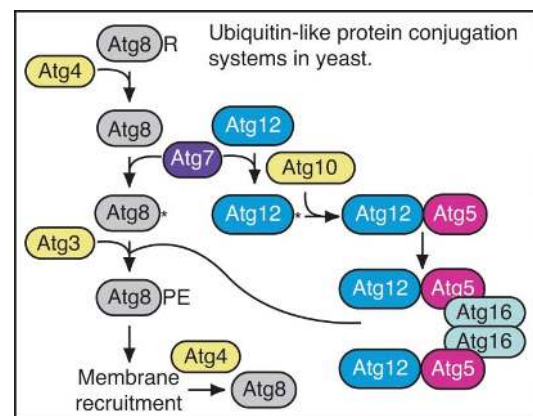 Ubiquitin-like protein conjugation
systems in yeast.
Atg8 R
Atg4
Atg8
Atg12
Atg7
Atg10
Atg8*
Atg12*
Atg12 Atg5
Atg3
Atg8 PE
Atg12 Atg5
Atg16
Atg16
Atg12 Atg5
Atg4
Membrane
recruitment
Atg8